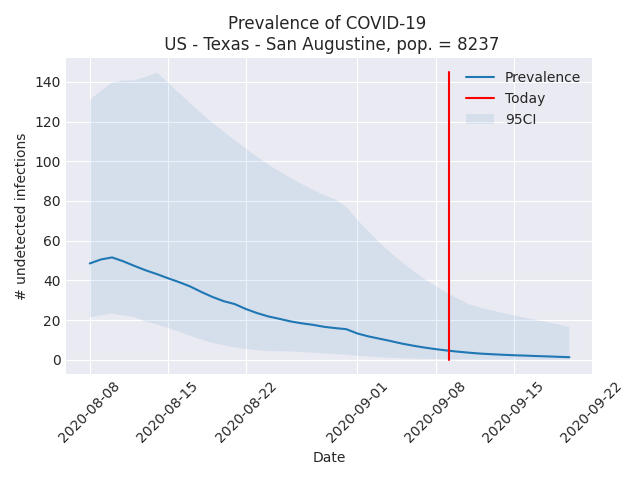 Prevalence of COVID-19
US - Texas - San Augustine, pop. = 8237
Prevalence
Today
95CI
140
120
100
80
60
40
20
0
# undetected infections
2020-08-08
2020-08-15
2020-08-22
2020-09-01
2020-09-08
2020-09-15
2020-09-22
Date